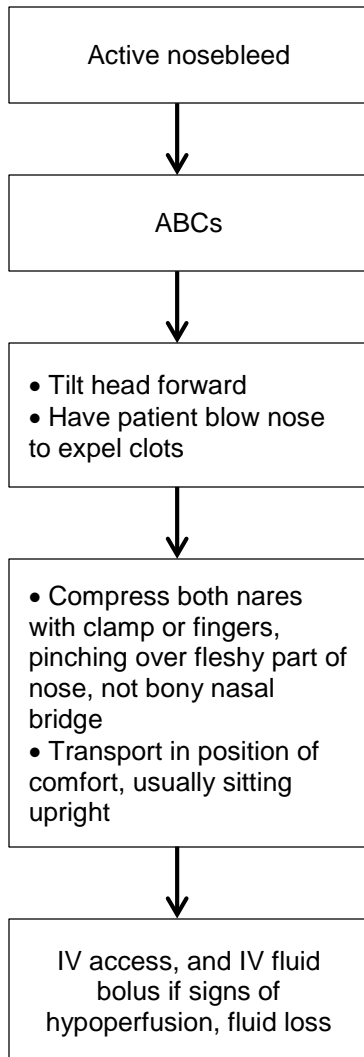 Active nosebleed
ABCs
• Tilt head forward
• Have patient blow nose
to expel clots
• Compress both nares
with clamp or fingers,
pinching over fleshy part of
nose, not bony nasal
bridge
• Transport in position of
comfort, usually sitting
upright
IV access, and IV fluid
bolus if signs of
hypoperfusion, fluid loss